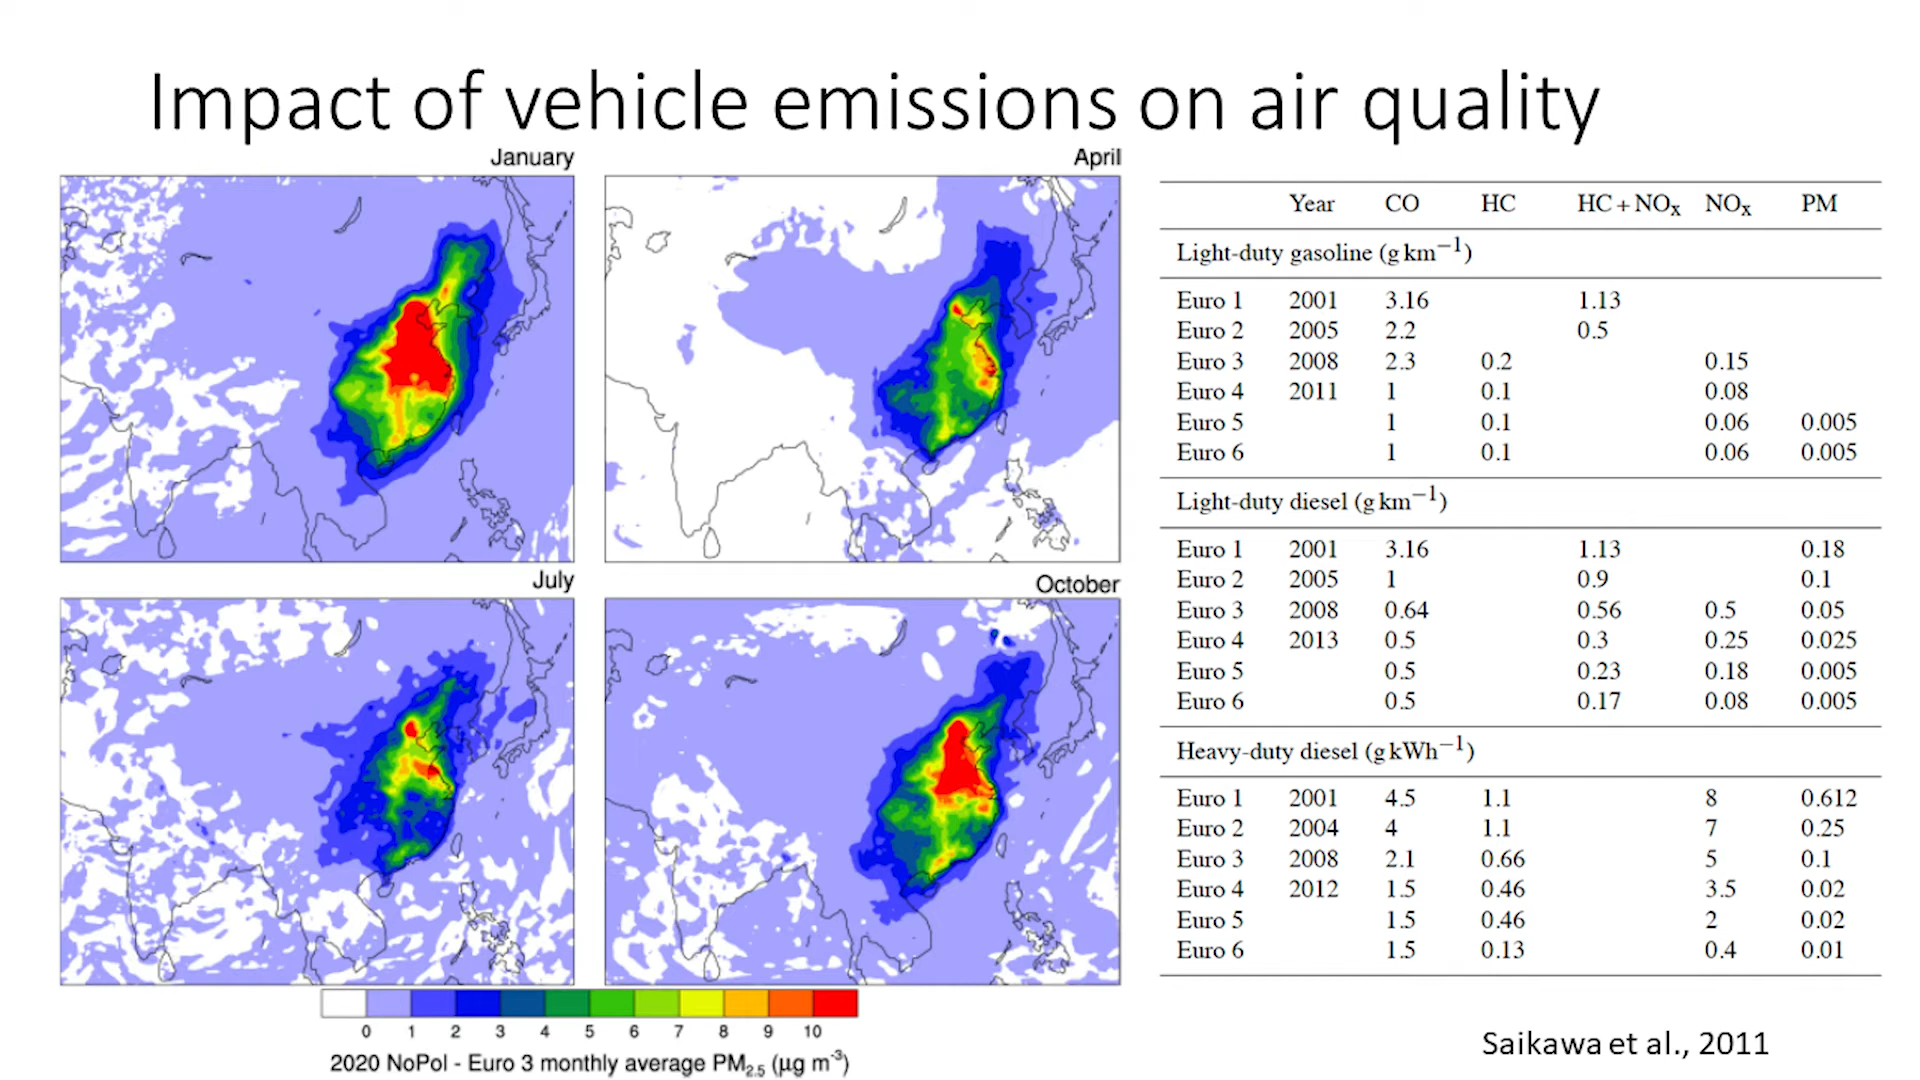 Impact of vehicle emissions on air quality
January
April
July
October
0 1 2 3 4 5 6 7 8 9 10
2020 NoPol - Euro 3 monthly average PM2.5 (µg m-3)
Year CO HC HC + NOx NOx PM
Light-duty gasoline (g km−1)
Euro 1 2001 3.16 1.13
Euro 2 2005 2.2 0.5
Euro 3 2008 2.3 0.2 0.15
Euro 4 2011 1 0.1 0.08
Euro 5 1 0.1 0.06 0.005
Euro 6 1 0.1 0.06 0.005
Light-duty diesel (g km−1)
Euro 1 2001 3.16 1.13 0.18
Euro 2 2005 1 0.9 0.1
Euro 3 2008 0.64 0.56 0.5 0.05
Euro 4 2013 0.5 0.3 0.25 0.025
Euro 5 0.5 0.23 0.18 0.005
Euro 6 0.5 0.17 0.08 0.005
Heavy-duty diesel (g kWh−1)
Euro 1 2001 4.5 1.1 8 0.612
Euro 2 2004 4 1.1 7 0.25
Euro 3 2008 2.1 0.66 5 0.1
Euro 4 2012 1.5 0.46 3.5 0.02
Euro 5 1.5 0.46 2 0.02
Euro 6 1.5 0.13 0.4 0.01
Saikawa et al., 2011